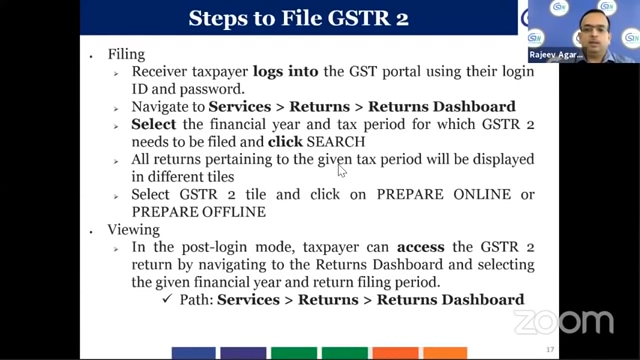 Steps to File GSTR 2
Rajeev Agar...
• Filing
➢ Receiver taxpayer logs into the GST portal using their login
ID and password.
➢ Navigate to Services > Returns > Returns Dashboard
➢ Select the financial year and tax period for which GSTR 2
needs to be filed and click SEARCH
➢ All returns pertaining to the given tax period will be displayed
in different tiles
➢ Select GSTR 2 tile and click on PREPARE ONLINE or
PREPARE OFFLINE
• Viewing
➢ In the post-login mode, taxpayer can access the GSTR 2
return by navigating to the Returns Dashboard and selecting
the given financial year and return filing period.
✓ Path: Services > Returns > Returns Dashboard
zoom
17